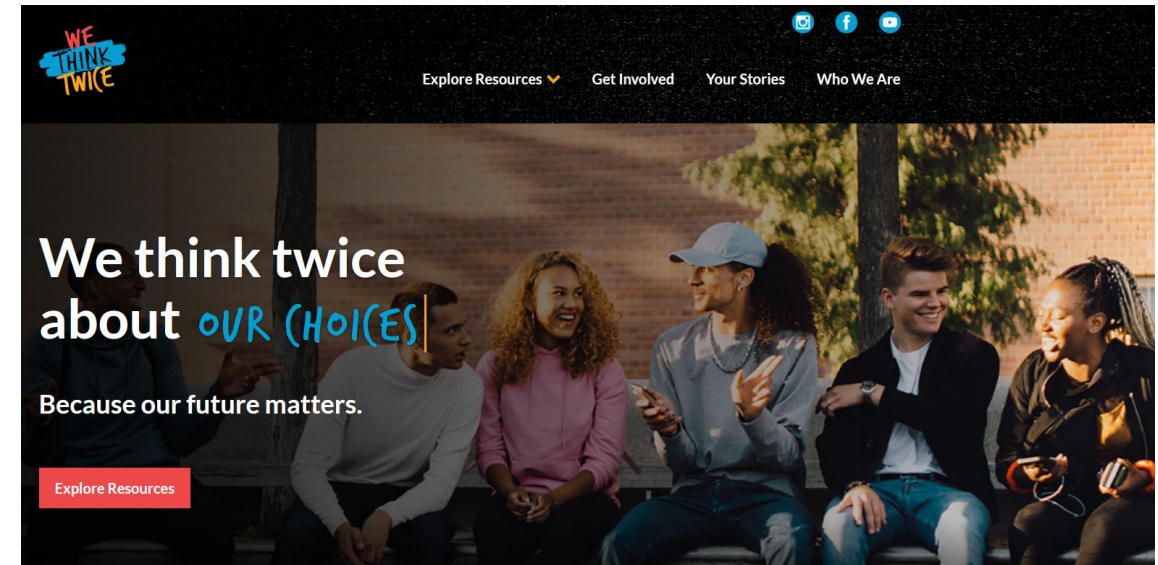 WE
THINK
TWICE
Explore Resources
Get Involved
Your Stories
Who We Are
We think twice
about OUR CHOICES
Because our future matters.
Explore Resources